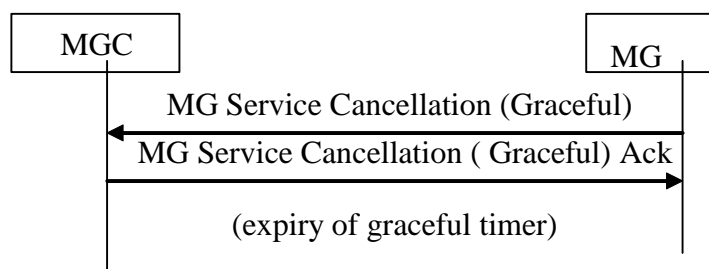 MGC
MG
MG Service Cancellation (Graceful)
MG Service Cancellation ( Graceful) Ack
(expiry of graceful timer)